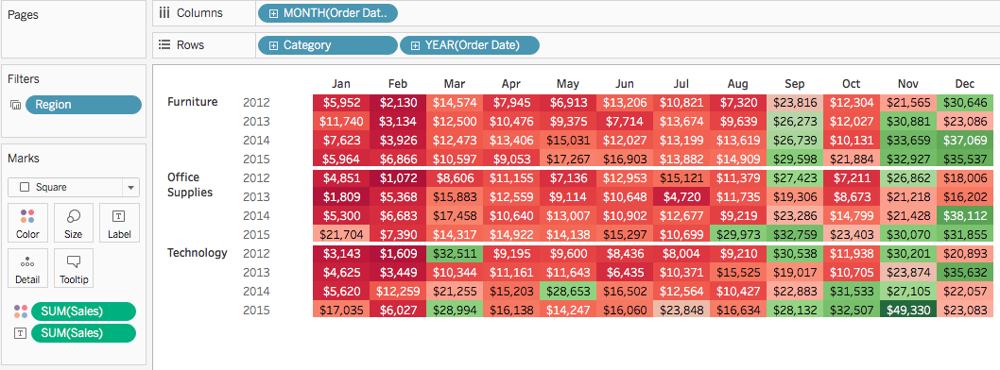 Pages
iii Columns MONTH(Order Dat..
Rows Category YEAR(Order Date)
Filters
Region
Marks
Square
Color Size Label
Detail Tooltip
SUM(Sales)
SUM(Sales)
Jan Feb Mar Apr May Jun Jul Aug Sep Oct Nov Dec
Furniture 2012 $5,952 $2,130 $14,574 $7,945 $6,913 $13,206 $10,821 $7,320 $23,816 $12,304 $21,565 $30,646
2013 $11,740 $3,134 $12,500 $10,476 $9,375 $7,714 $13,674 $9,639 $26,273 $12,027 $30,881 $23,086
2014 $7,623 $3,926 $12,473 $13,406 $15,031 $12,027 $13,199 $13,619 $26,739 $10,131 $33,659 $37,069
2015 $5,964 $6,866 $10,597 $9,053 $17,267 $16,903 $13,882 $14,909 $29,598 $21,884 $32,927 $35,537
Office Supplies 2012 $4,851 $1,072 $8,606 $11,155 $7,136 $12,953 $15,121 $11,379 $27,423 $7,211 $26,862 $18,006
2013 $1,809 $5,368 $15,883 $12,559 $9,114 $10,648 $4,720 $11,735 $19,306 $8,673 $21,218 $16,202
2014 $5,300 $6,683 $17,458 $10,640 $13,007 $10,902 $12,677 $9,219 $23,286 $14,799 $21,428 $38,112
2015 $21,704 $7,390 $14,317 $14,922 $14,138 $15,297 $10,699 $29,973 $32,759 $23,403 $30,070 $31,855
Technology 2012 $3,143 $1,609 $32,511 $9,195 $9,600 $8,436 $8,004 $9,210 $30,538 $11,938 $30,201 $20,893
2013 $4,625 $3,449 $10,344 $11,161 $11,643 $6,435 $10,371 $15,525 $19,017 $10,705 $23,874 $35,632
2014 $5,620 $12,259 $21,255 $15,203 $28,653 $16,502 $12,564 $10,427 $22,883 $31,533 $27,105 $22,057
2015 $17,035 $6,027 $28,994 $16,138 $14,247 $16,060 $23,848 $16,634 $28,132 $32,507 $49,330 $23,083